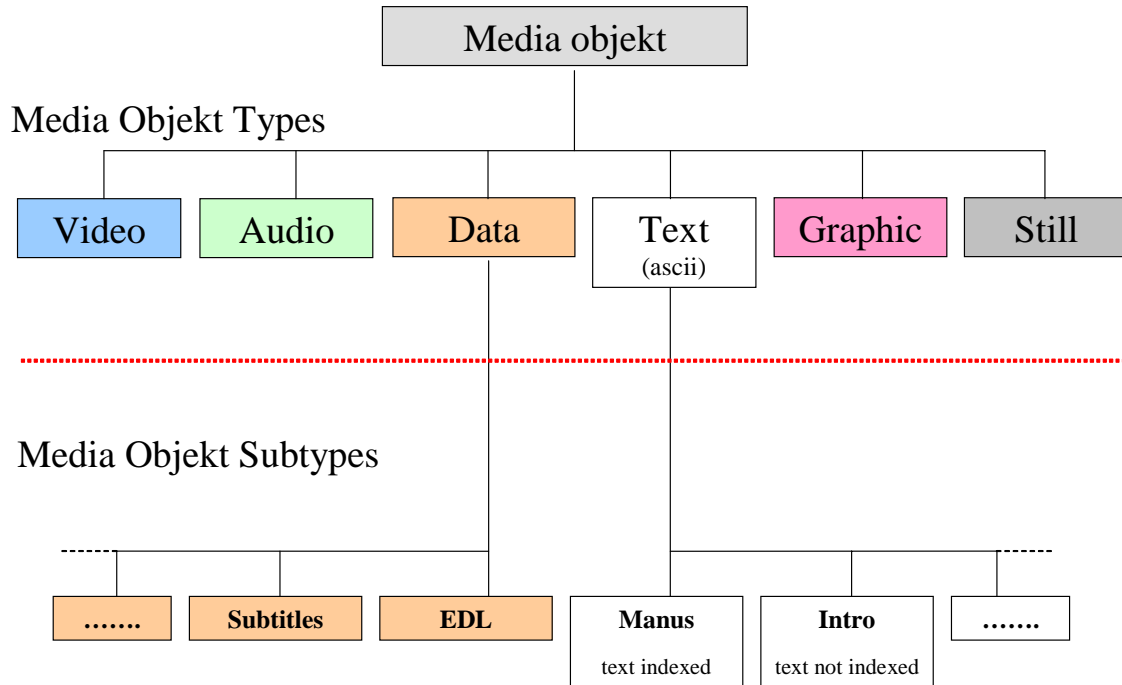 Media objekt
Media Objekt Types
Video
Audio
Data
Text
(ascii)
Graphic
Still
Media Objekt Subtypes
.......
Subtitles
EDL
Manus
text indexed
Intro
text not indexed
.......